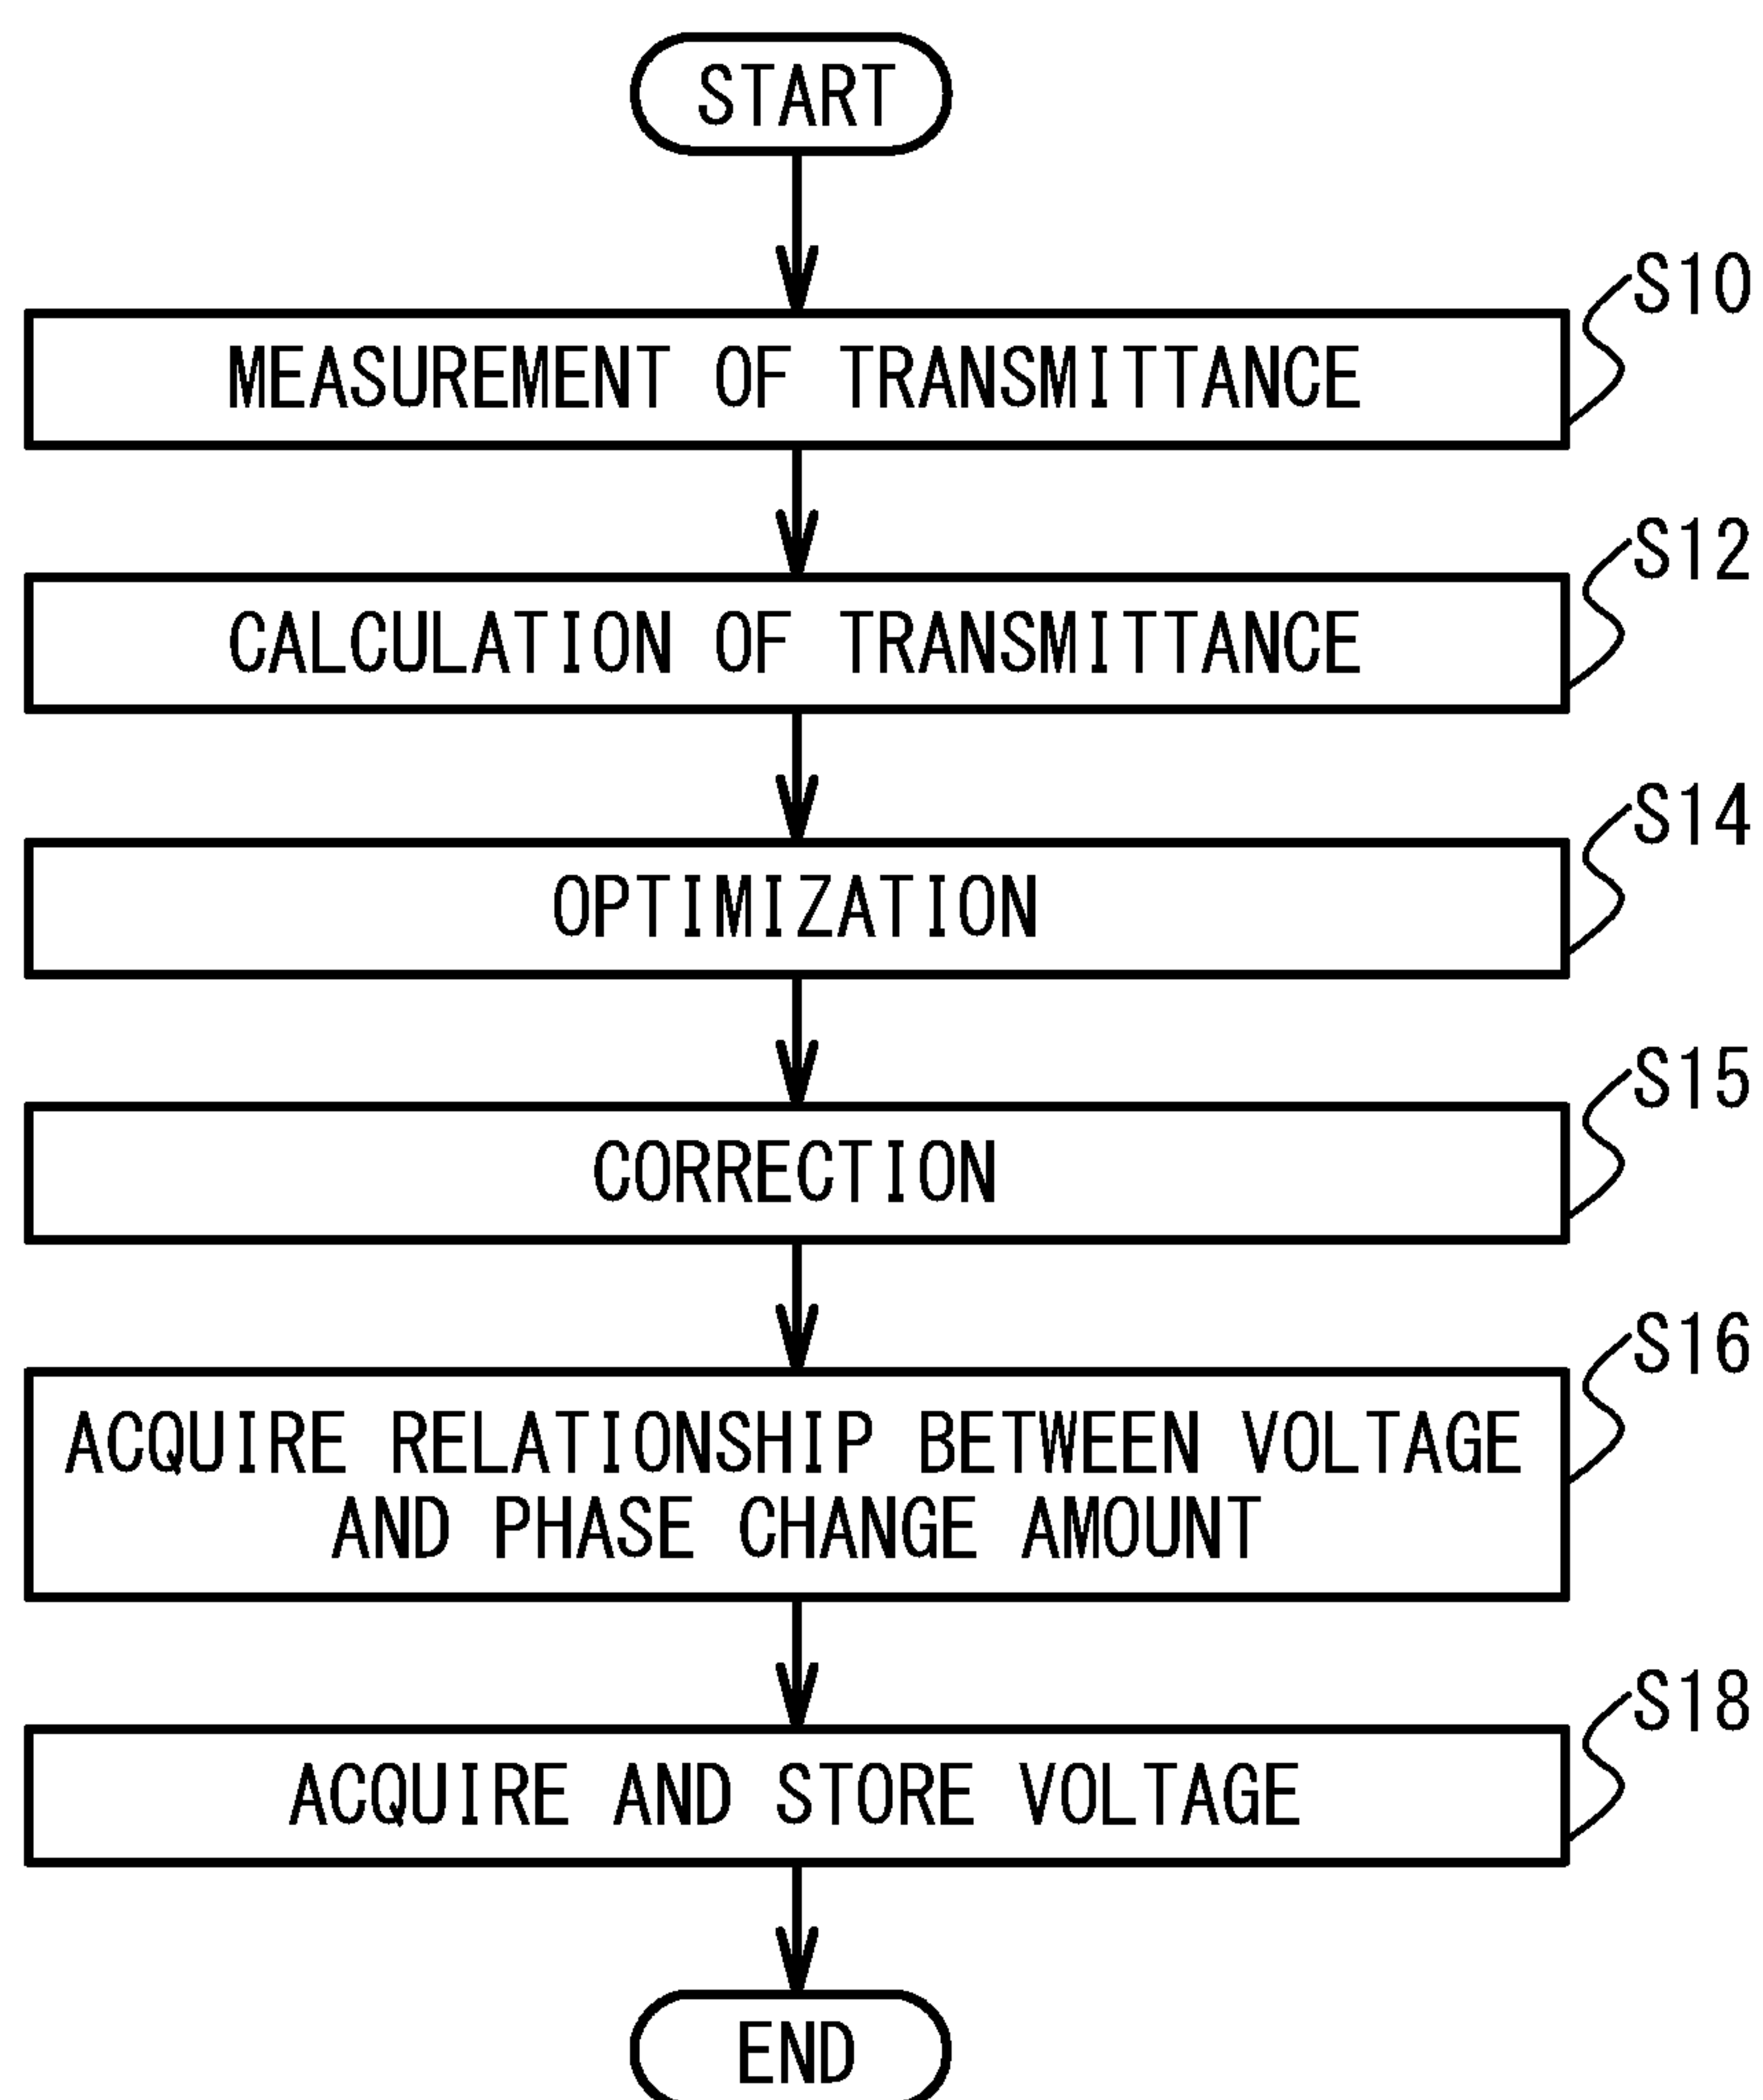 START
S10
MEASUREMENT OF TRANSMITTANCE
S12
CALCULATION OF TRANSMITTANCE
S14
OPTIMIZATION
S15
CORRECTION
S16
ACQUIRE RELATIONSHIP BETWEEN VOLTAGE
AND PHASE CHANGE AMOUNT
S18
ACQUIRE AND STORE VOLTAGE
END